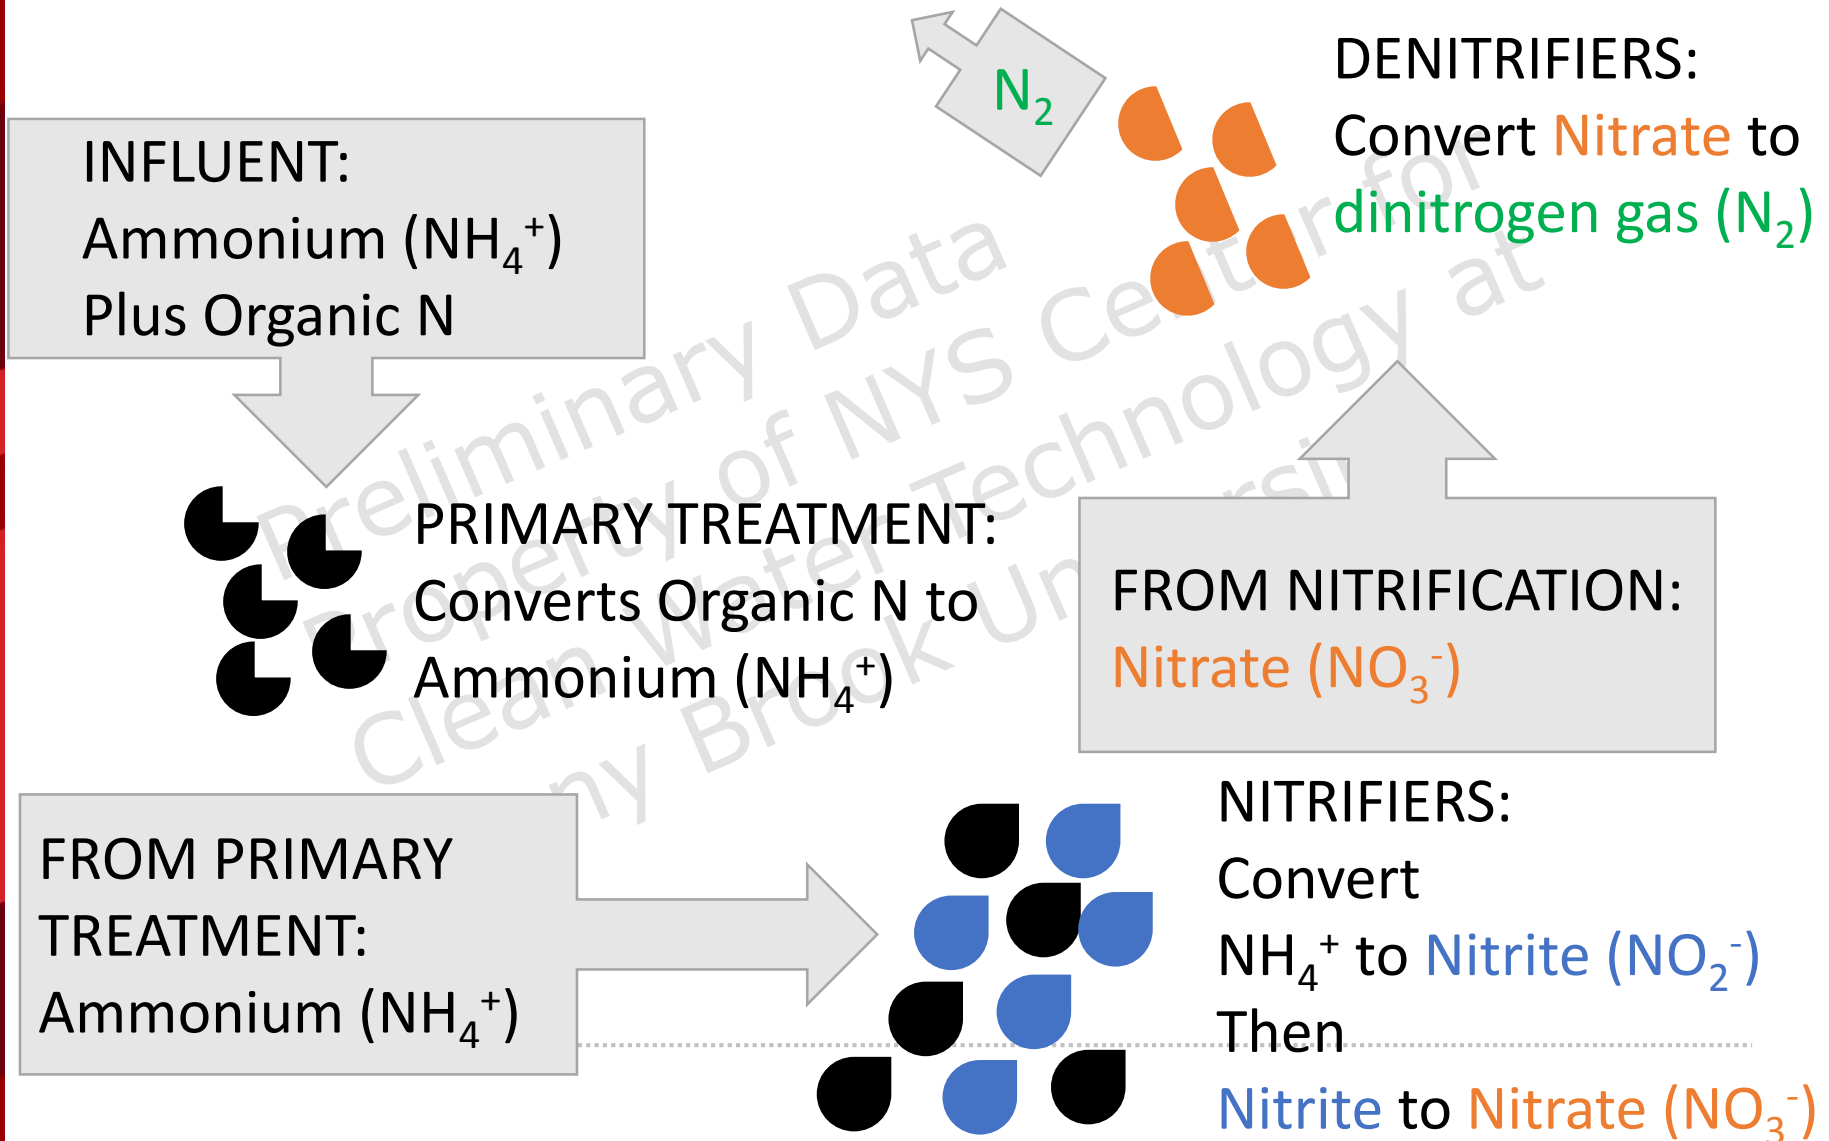 INFLUENT:
Ammonium (NH₄⁺)
Plus Organic N
PRIMARY TREATMENT:
Converts Organic N to
Ammonium (NH₄⁺)
FROM PRIMARY
TREATMENT:
Ammonium (NH₄⁺)
NITRIFIERS:
Convert
NH₄⁺ to Nitrite (NO₂⁻)
Then
Nitrite to Nitrate (NO₃⁻)
FROM NITRIFICATION:
Nitrate (NO₃⁻)
DENITRIFIERS:
Convert Nitrate to
dinitrogen gas (N₂)
N₂
Preliminary Data
Property of NYS Center for
Clean Water Technology at
ny Brook